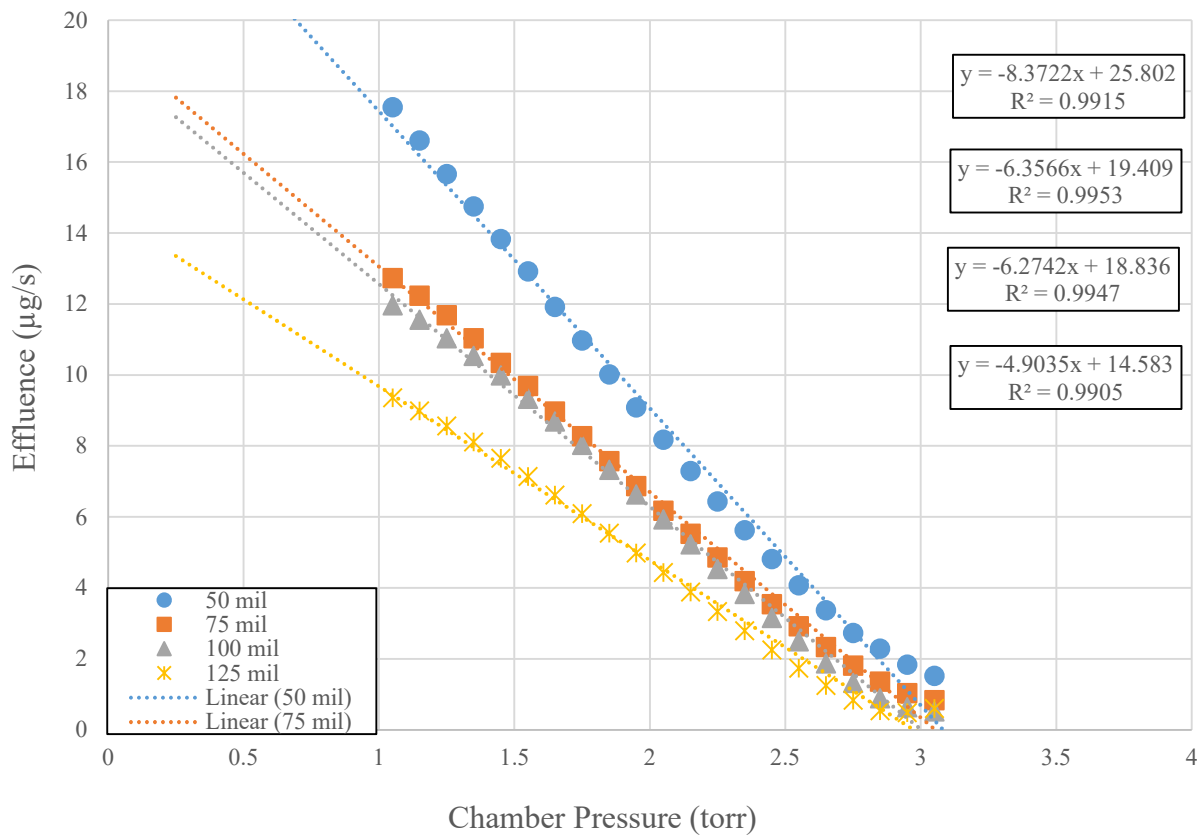 20
18
16
14
12
10
8
6
4
2
0
Effluence (µg/s)
y = -8.3722x + 25.802
R² = 0.9915
y = -6.3566x + 19.409
R² = 0.9953
y = -6.2742x + 18.836
R² = 0.9947
y = -4.9035x + 14.583
R² = 0.9905
50 mil
75 mil
100 mil
125 mil
Linear (50 mil)
Linear (75 mil)
0 0.5 1 1.5 2 2.5 3 3.5 4
Chamber Pressure (torr)